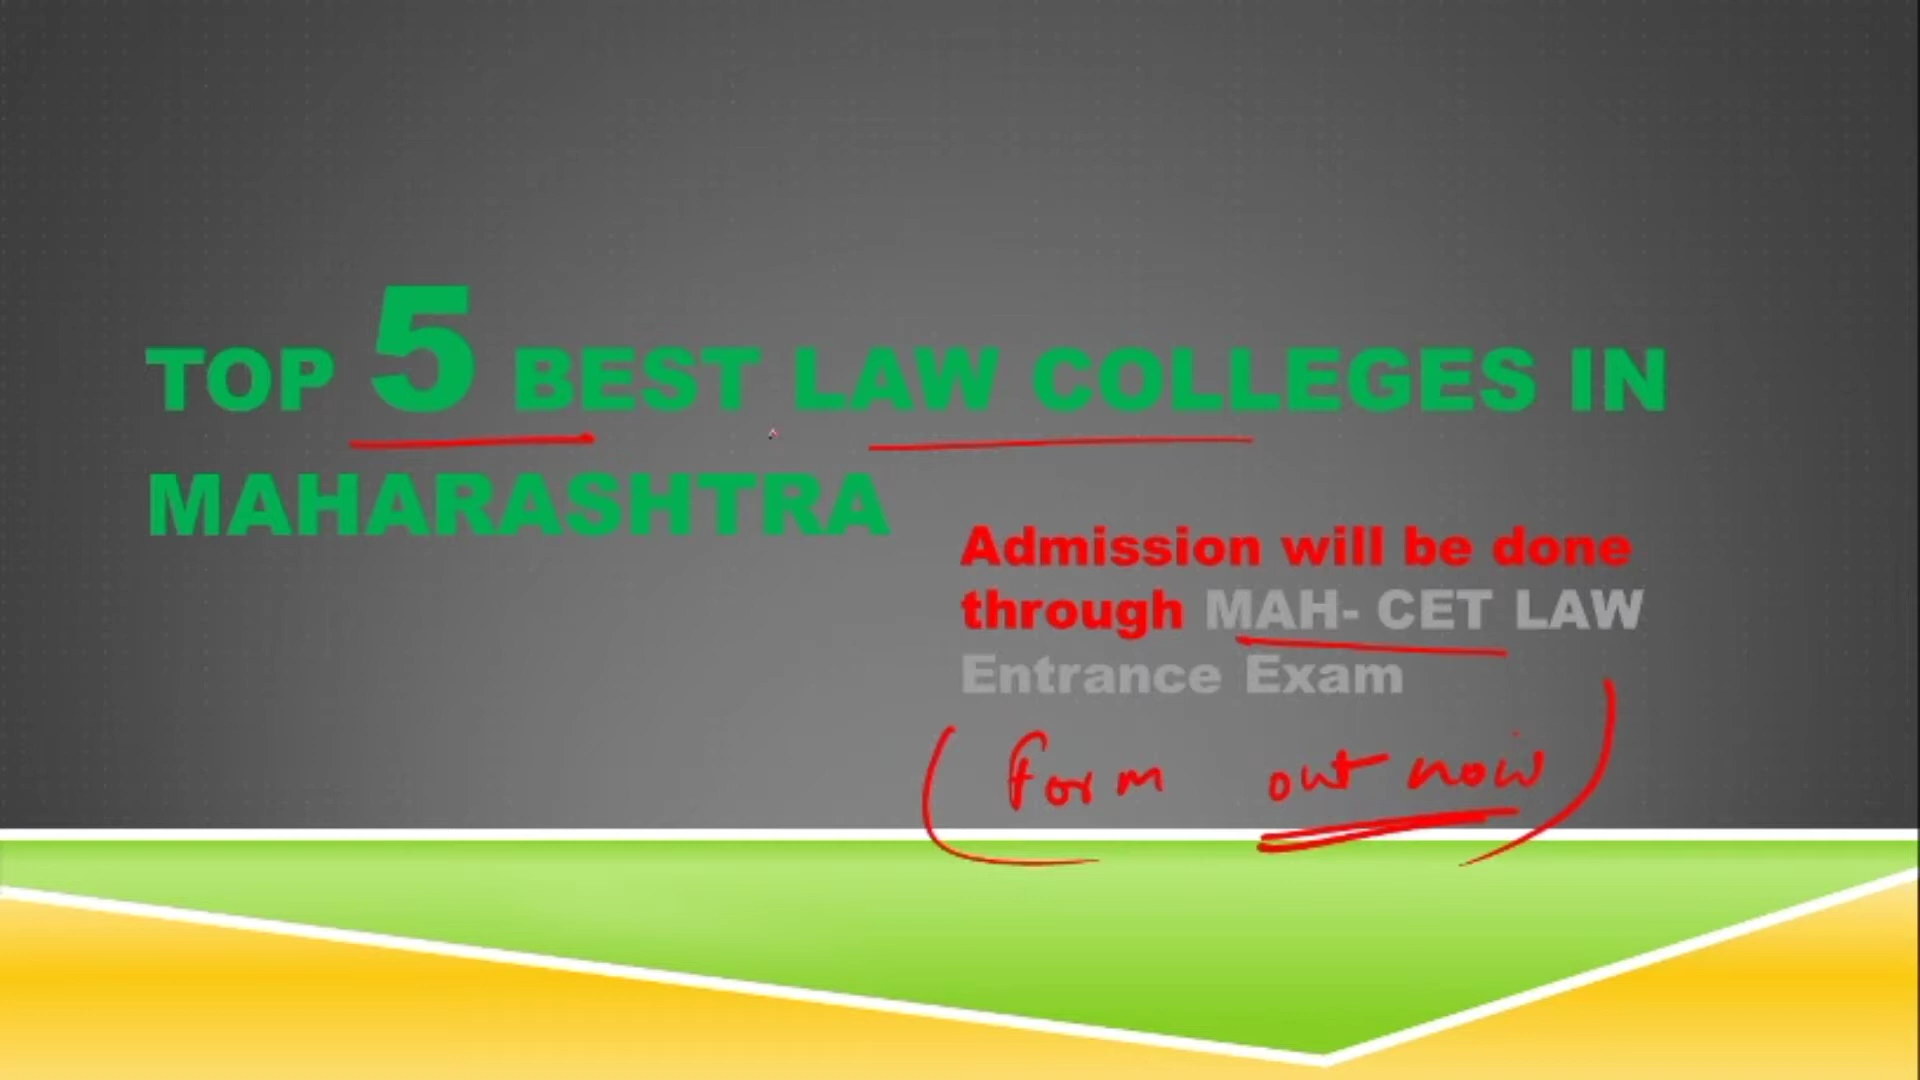 TOP 5 BEST LAW COLLEGES IN
MAHARASHTRA
Admission will be done
through MAH- CET LAW
Entrance Exam
(form out now)